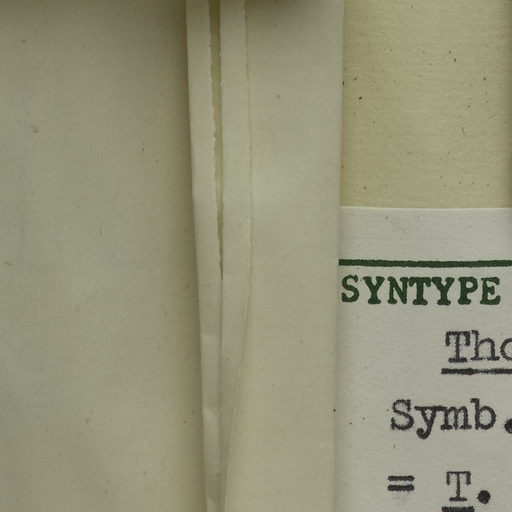 SYNTYPE
Tho
Symb.
= T.